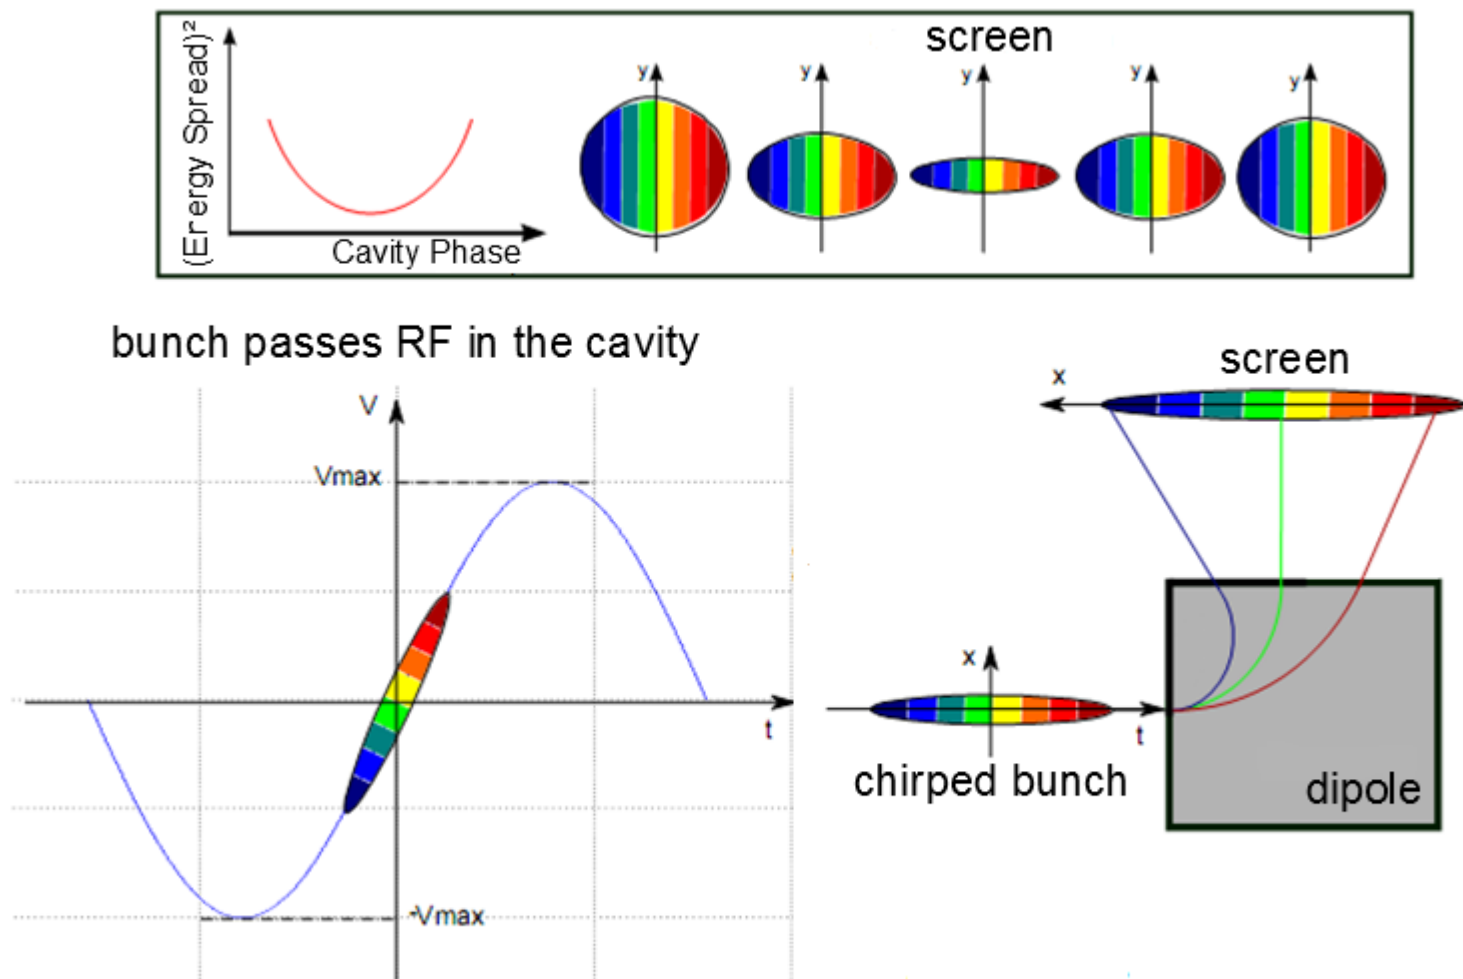 (Energy Spread)²
Cavity Phase
screen
y
y
y
y
y
bunch passes RF in the cavity
V
Vmax
-Vmax
t
screen
x
x
t
chirped bunch
dipole